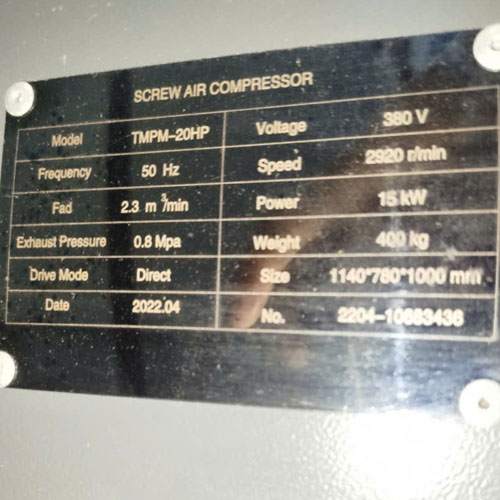 SCREW AIR COMPRESSOR
Model TMPM-20HP Voltage 380 V
Frequency 50 Hz Speed 2920 r/min
Fad 2.3 m³/min Power 15 kW
Exhaust Pressure 0.8 Mpa Weight 400 kg
Drive Mode Direct Size 1140*780*1000 mm
Date 2022.04 No. 2204-10683436